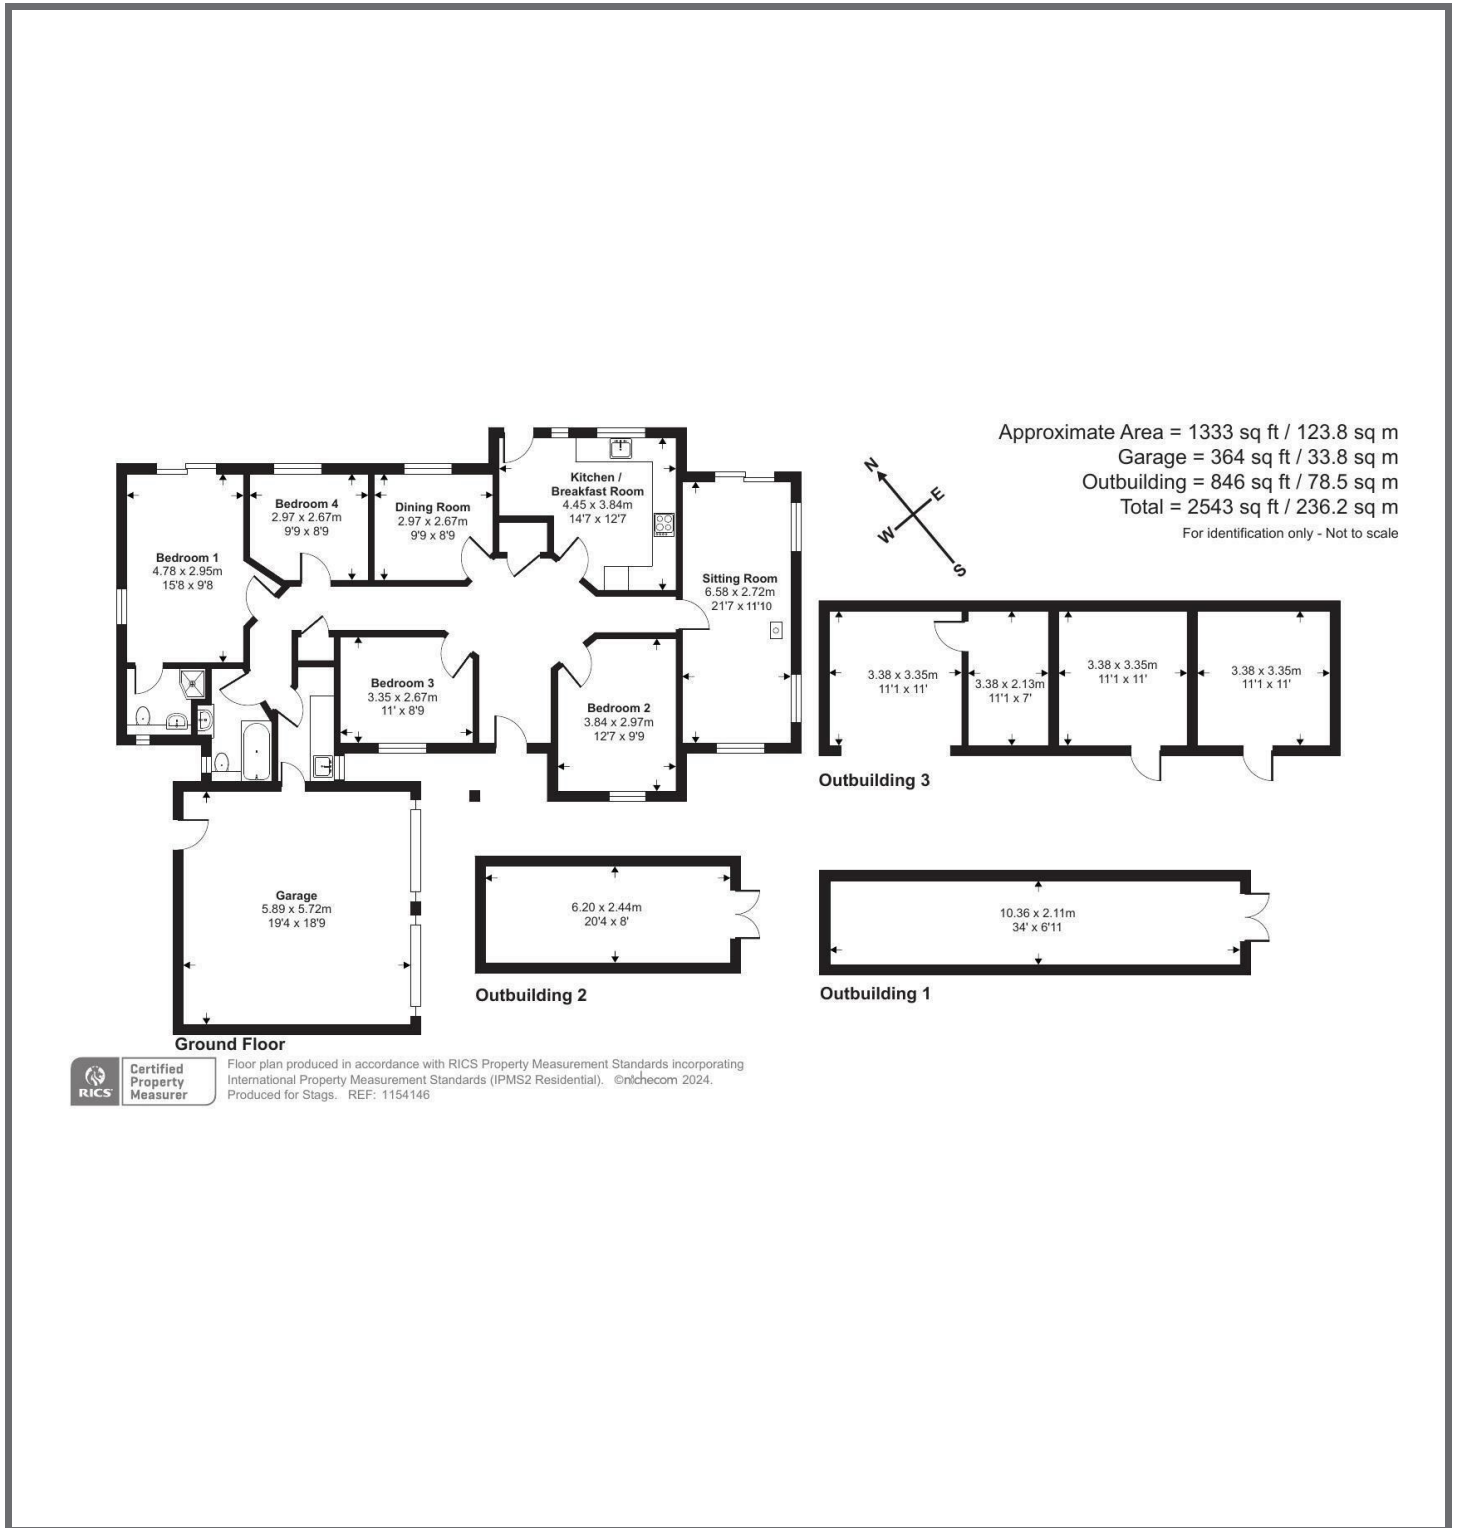 Approximate Area = 1333 sq ft / 123.8 sq m
Garage = 364 sq ft / 33.8 sq m
Outbuilding = 846 sq ft / 78.5 sq m
Total = 2543 sq ft / 236.2 sq m
For identification only - Not to scale
N
E
W
S
Kitchen /
Breakfast Room
4.45 x 3.84m
14'7 x 12'7
Bedroom 4
2.97 x 2.67m
9'9 x 8'9
Dining Room
2.97 x 2.67m
9'9 x 8'9
Bedroom 1
4.78 x 2.95m
15'8 x 9'8
Sitting Room
6.58 x 2.72m
21'7 x 11'10
Bedroom 3
3.35 x 2.67m
11' x 8'9
Bedroom 2
3.84 x 2.97m
12'7 x 9'9
3.38 x 3.35m
11'1 x 11'
3.38 x 2.13m
11'1 x 7'
3.38 x 3.35m
11'1 x 11'
3.38 x 3.35m
11'1 x 11'
Outbuilding 3
Garage
5.89 x 5.72m
19'4 x 18'9
6.20 x 2.44m
20'4 x 8'
Outbuilding 2
10.36 x 2.11m
34' x 6'11
Outbuilding 1
Ground Floor
RICS
Certified
Property
Measurer
Floor plan produced in accordance with RICS Property Measurement Standards incorporating
International Property Measurement Standards (IPMS2 Residential). ©nichecom 2024.
Produced for Stags. REF: 1154146